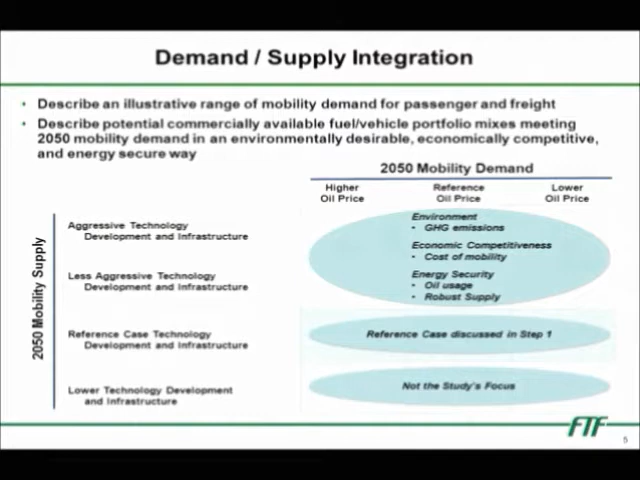 Demand / Supply Integration
• Describe an illustrative range of mobility demand for passenger and freight
• Describe potential commercially available fuel/vehicle portfolio mixes meeting
2050 mobility demand in an environmentally desirable, economically competitive,
and energy secure way
2050 Mobility Demand
Higher
Oil Price
Reference
Oil Price
Lower
Oil Price
2050 Mobility Supply
Aggressive Technology
Development and Infrastructure
Less Aggressive Technology
Development and Infrastructure
Environment
• GHG emissions
Economic Competitiveness
• Cost of mobility
Energy Security
• Oil usage
• Robust Supply
Reference Case Technology
Development and Infrastructure
Reference Case discussed in Step 1
Lower Technology Development
and Infrastructure
Not the Study's Focus
FTF
5